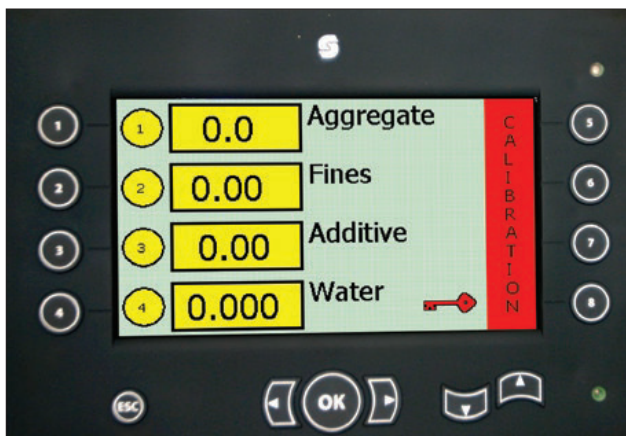 S
1 1 0.0 Aggregate 5
2 2 0.00 Fines 6
3 3 0.00 Additive 7
4 4 0.000 Water 8
CALIBRATION
ESC OK